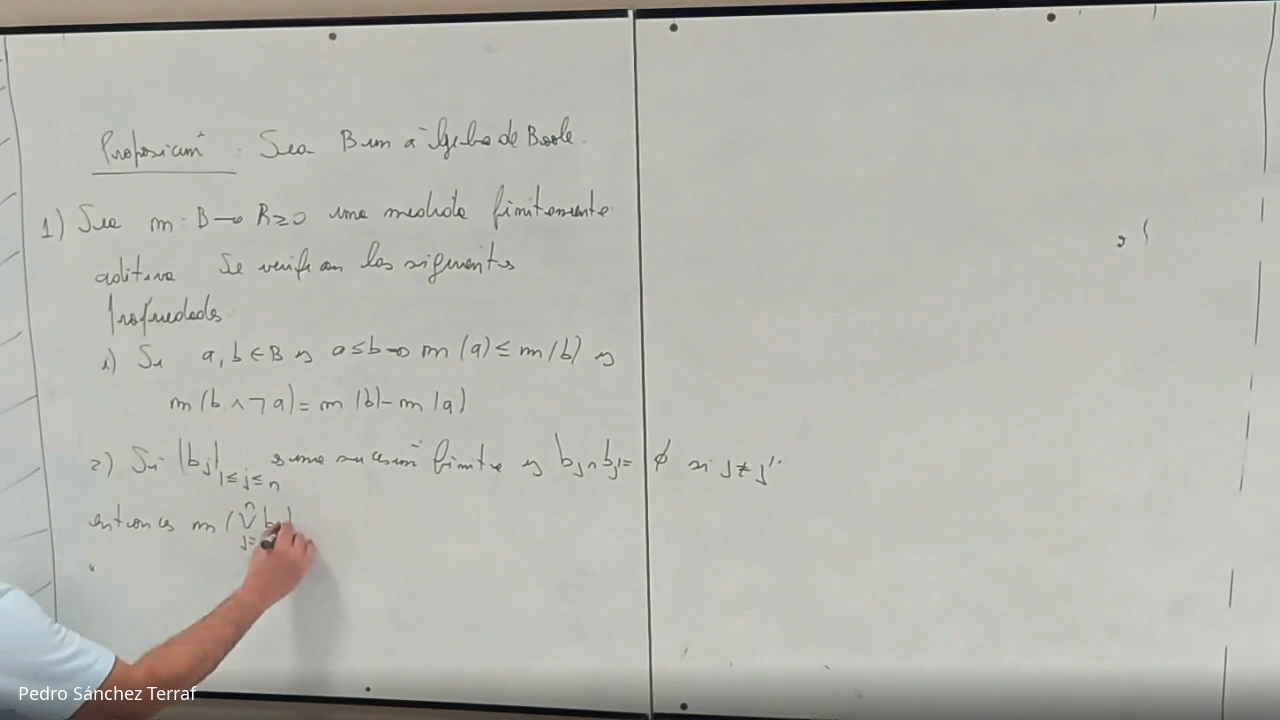 Proposición: Sea B un álgebra de Boole.
1) Sea m: B → R≥0 una medida finitamente
aditiva Se verifican las siguientes
Propiedades
1) Si a, b ∈ B y a ≤ b → m(a) ≤ m(b) y
m(b ∧ ¬a) = m(b) - m(a)
2) Si (bj)1≤j≤n es una sucesión finita y bj ∧ bj' = ∅ si j ≠ j'
entonces m(⋁
Pedro Sánchez Terraf